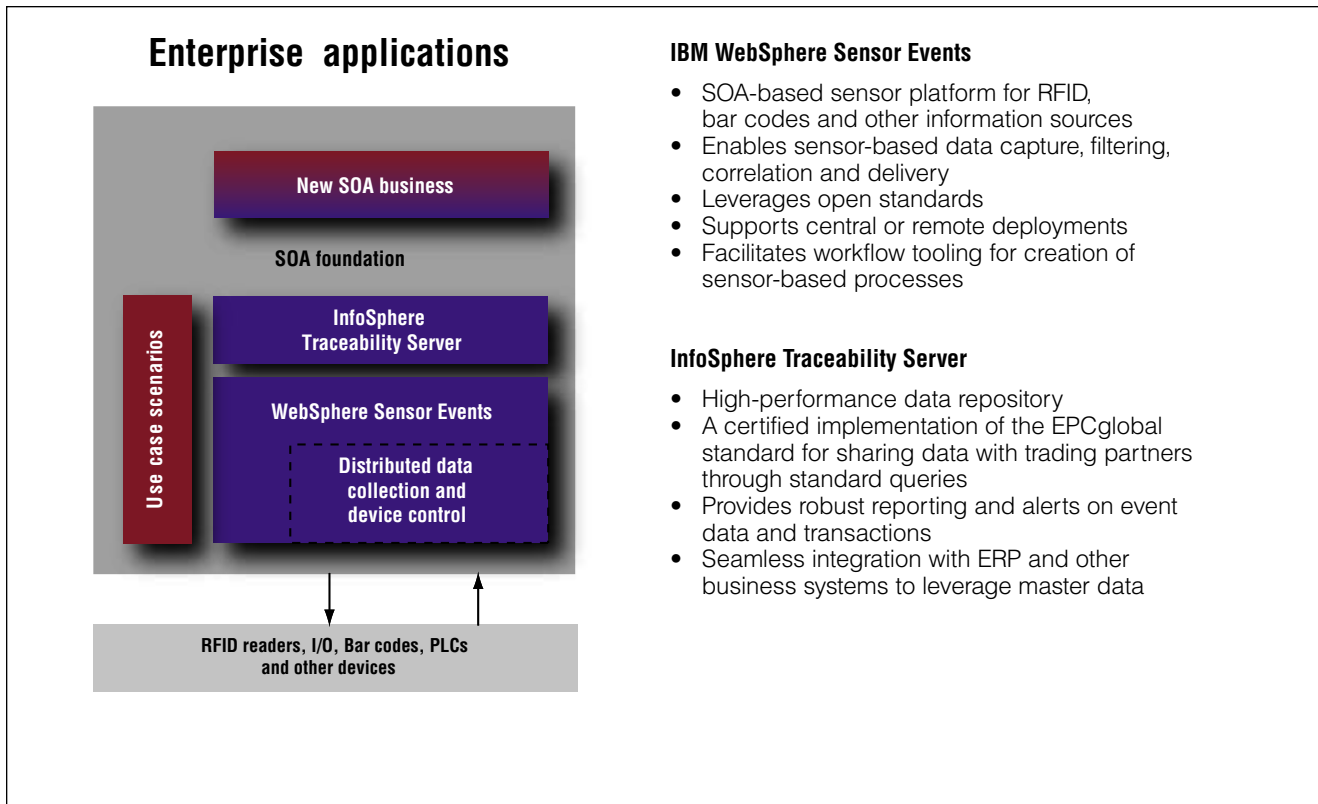 Enterprise applications
New SOA business
SOA foundation
Use case scenarios
InfoSphere
Traceability Server
WebSphere Sensor Events
Distributed data
collection and
device control
RFID readers, I/O, Bar codes, PLCs
and other devices
IBM WebSphere Sensor Events
• SOA-based sensor platform for RFID,
bar codes and other information sources
• Enables sensor-based data capture, filtering,
correlation and delivery
• Leverages open standards
• Supports central or remote deployments
• Facilitates workflow tooling for creation of
sensor-based processes
InfoSphere Traceability Server
• High-performance data repository
• A certified implementation of the EPCglobal
standard for sharing data with trading partners
through standard queries
• Provides robust reporting and alerts on event
data and transactions
• Seamless integration with ERP and other
business systems to leverage master data